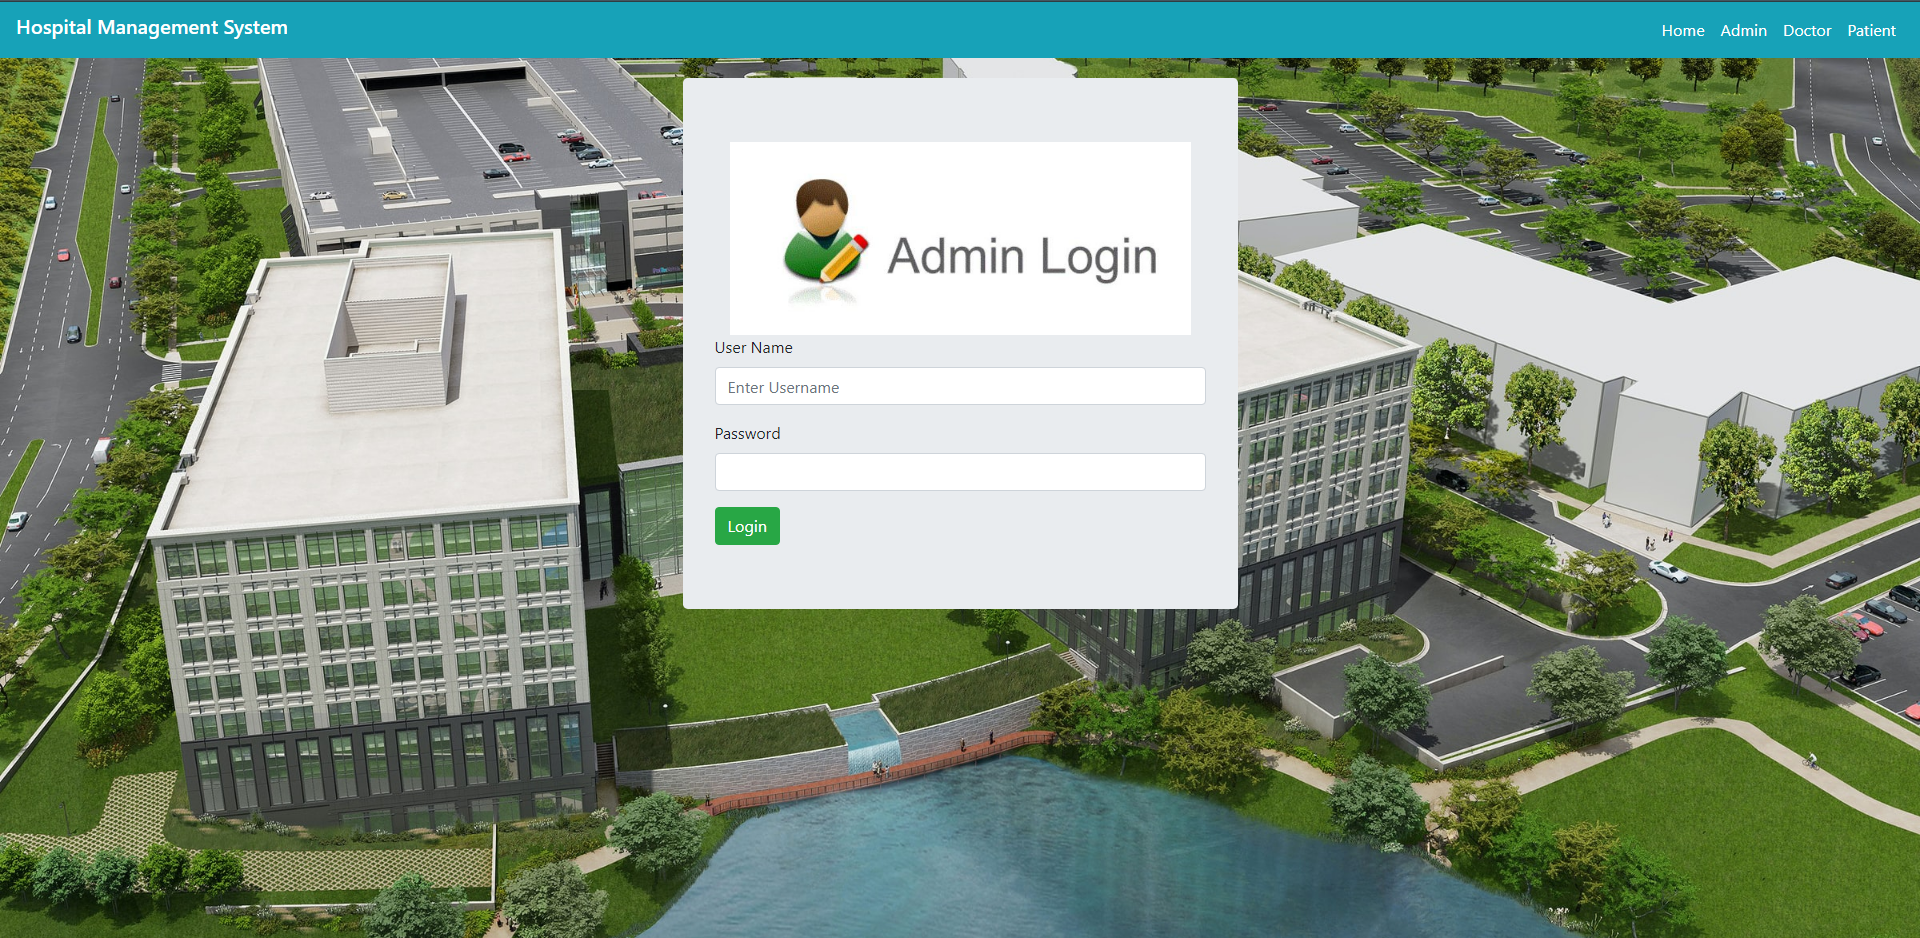 Hospital Management System
Home Admin Doctor Patient
Admin Login
User Name
Enter Username
Password
Login